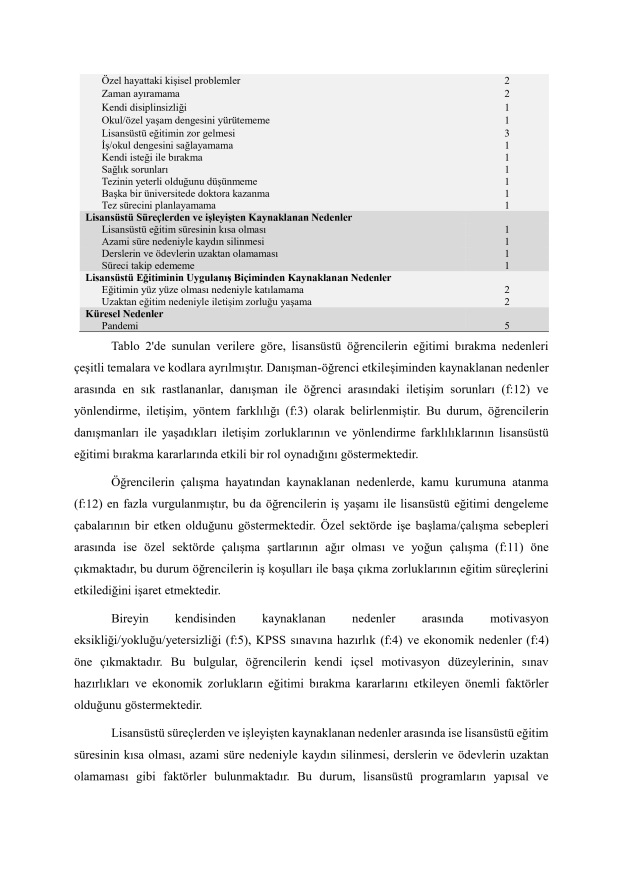 Özel hayattaki kişisel problemler 2
Zaman ayıramama 2
Kendi disiplinsizliği 1
Okul/özel yaşam dengesini yürütememe 1
Lisansüstü eğitimin zor gelmesi 3
İş/okul dengesini sağlayamama 1
Kendi isteği ile bırakma 1
Sağlık sorunları 1
Tezinin yeterli olduğunu düşünmeme 1
Başka bir üniversitede doktora kazanma 1
Tez sürecini planlayamama 1
Lisansüstü Süreçlerden ve işleyişten Kaynaklanan Nedenler
Lisansüstü eğitim süresinin kısa olması 1
Azami süre nedeniyle kaydın silinmesi 1
Derslerin ve ödevlerin uzaktan olamaması 1
Süreci takip edememe 1
Lisansüstü Eğitiminin Uygulanış Biçiminden Kaynaklanan Nedenler
Eğitimin yüz yüze olması nedeniyle katılamama 2
Uzaktan eğitim nedeniyle iletişim zorluğu yaşama 2
Küresel Nedenler
Pandemi 5
Tablo 2'de sunulan verilere göre, lisansüstü öğrencilerin eğitimi bırakma nedenleri
çeşitli temalara ve kodlara ayrılmıştır. Danışman-öğrenci etkileşiminden kaynaklanan nedenler
arasında en sık rastlananlar, danışman ile öğrenci arasındaki iletişim sorunları (f:12) ve
yönlendirme, iletişim, yöntem farklılığı (f:3) olarak belirlenmiştir. Bu durum, öğrencilerin
danışmanları ile yaşadıkları iletişim zorluklarının ve yönlendirme farklılıklarının lisansüstü
eğitimi bırakma kararlarında etkili bir rol oynadığını göstermektedir.
Öğrencilerin çalışma hayatından kaynaklanan nedenlerde, kamu kurumuna atanma
(f:12) en fazla vurgulanmıştır, bu da öğrencilerin iş yaşamı ile lisansüstü eğitimi dengeleme
çabalarının bir etken olduğunu göstermektedir. Özel sektörde işe başlama/çalışma sebepleri
arasında ise özel sektörde çalışma şartlarının ağır olması ve yoğun çalışma (f:11) öne
çıkmaktadır, bu durum öğrencilerin iş koşulları ile başa çıkma zorluklarının eğitim süreçlerini
etkilediğini işaret etmektedir.
Bireyin kendisinden kaynaklanan nedenler arasında motivasyon
eksikliği/yokluğu/yetersizliği (f:5), KPSS sınavına hazırlık (f:4) ve ekonomik nedenler (f:4)
öne çıkmaktadır. Bu bulgular, öğrencilerin kendi içsel motivasyon düzeylerinin, sınav
hazırlıkları ve ekonomik zorlukların eğitimi bırakma kararlarını etkileyen önemli faktörler
olduğunu göstermektedir.
Lisansüstü süreçlerden ve işleyişten kaynaklanan nedenler arasında ise lisansüstü eğitim
süresinin kısa olması, azami süre nedeniyle kaydın silinmesi, derslerin ve ödevlerin uzaktan
olamaması gibi faktörler bulunmaktadır. Bu durum, lisansüstü programların yapısal ve